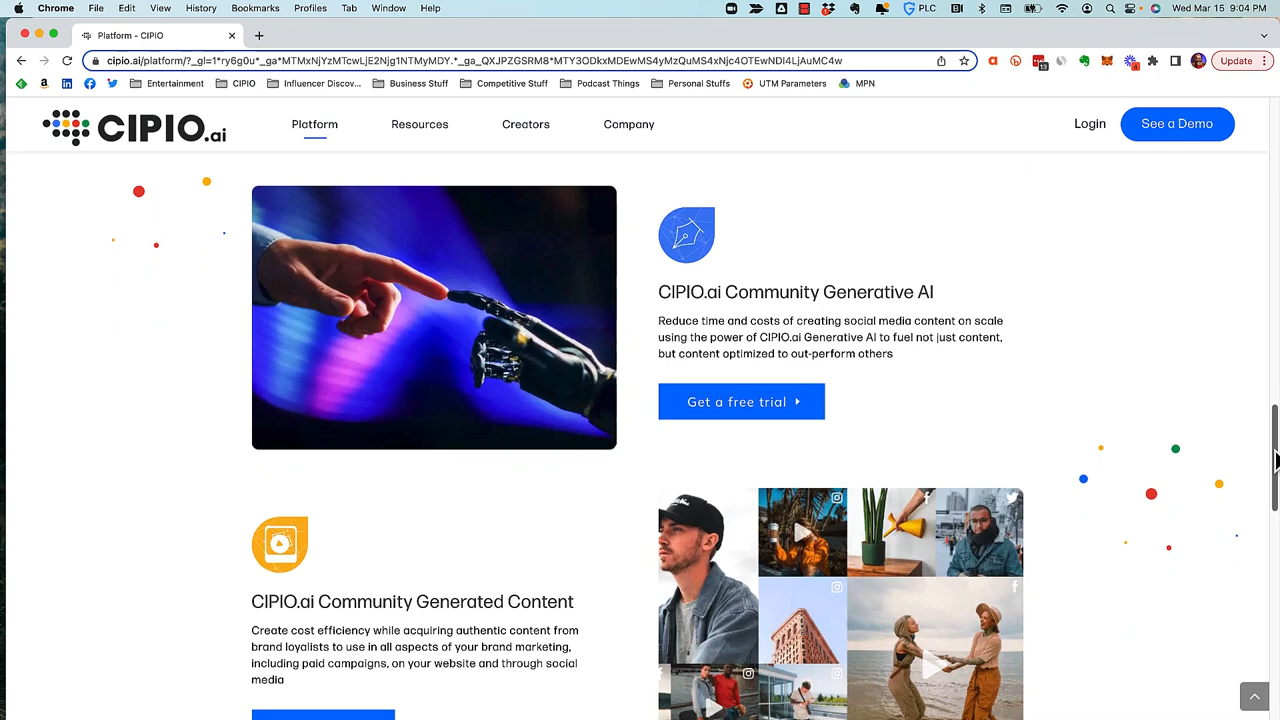 Chrome File Edit View History Bookmarks Profiles Tab Window Help
PLC
Wed Mar 15 9:04 PM
Platform - CIPIO
cipio.ai/platform/?_gl=1*ry6g0u*_ga*MTMxNjYzMTcwLjE2Njg1NTMyMDY.*_ga_QXJPZGSRM8*MTY3ODkxMDEwMS4yMzQuMS4xNjc4OTEwNDI4LjAuMC4w
13
4
Update
Entertainment
CIPIO
Influencer Discov...
Business Stuff
Competitive Stuff
Podcast Things
Personal Stuffs
UTM Parameters
MPN
CIPIO.ai
Platform
Resources
Creators
Company
Login
See a Demo
CIPIO.ai Community Generative AI
Reduce time and costs of creating social media content on scale
using the power of CIPIO.ai Generative AI to fuel not just content,
but content optimized to out-perform others
Get a free trial
CIPIO.ai Community Generated Content
Create cost efficiency while acquiring authentic content from
brand loyalists to use in all aspects of your brand marketing,
including paid campaigns, on your website and through social
media